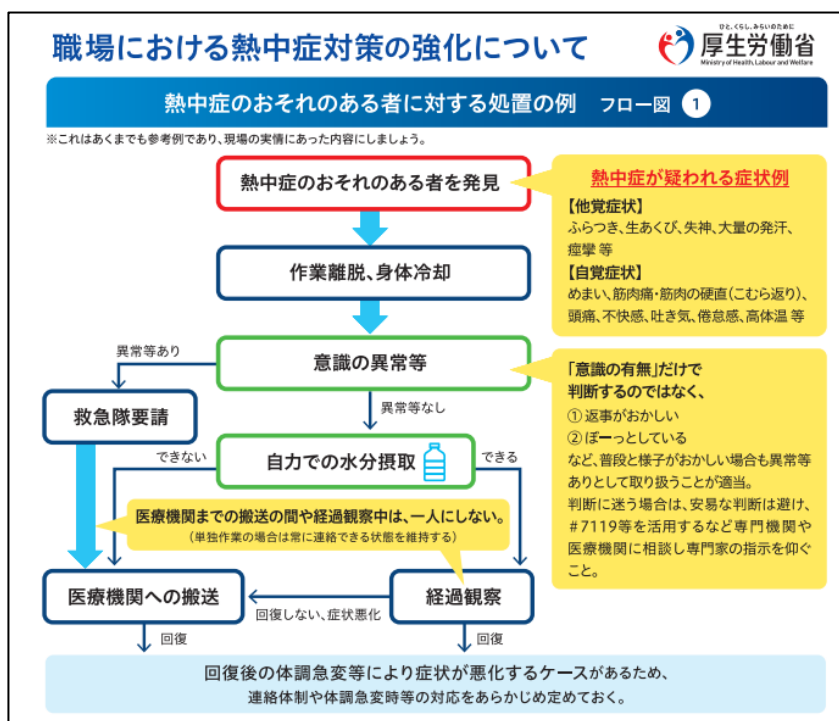 職場における熱中症対策の強化について
ひと、くらし、みらいのために
厚生労働省
Ministry of Health, Labour and Welfare
熱中症のおそれのある者に対する処置の例 フロー図 1
※これはあくまでも参考例であり、現場の実情にあった内容にしましょう。
熱中症のおそれのある者を発見
熱中症が疑われる症状例
【他覚症状】
ふらつき、生あくび、失神、大量の発汗、
痙攣 等
【自覚症状】
めまい、筋肉痛・筋肉の硬直(こむら返り)、
頭痛、不快感、吐き気、倦怠感、高体温 等
作業離脱、身体冷却
意識の異常等
異常等あり
異常等なし
「意識の有無」だけで
判断するのではなく、
① 返事がおかしい
② ぼーっとしている
など、普段と様子がおかしい場合も異常等
ありとして取り扱うことが適当。
判断に迷う場合は、安易な判断は避け、
#7119等を活用するなど専門機関や
医療機関に相談し専門家の指示を仰ぐ
こと。
救急隊要請
自力での水分摂取
できない
できる
医療機関までの搬送の間や経過観察中は、一人にしない。
(単独作業の場合は常に連絡できる状態を維持する)
医療機関への搬送
経過観察
回復しない、症状悪化
回復
回復
回復後の体調急変等により症状が悪化するケースがあるため、
連絡体制や体調急変時等の対応をあらかじめ定めておく。